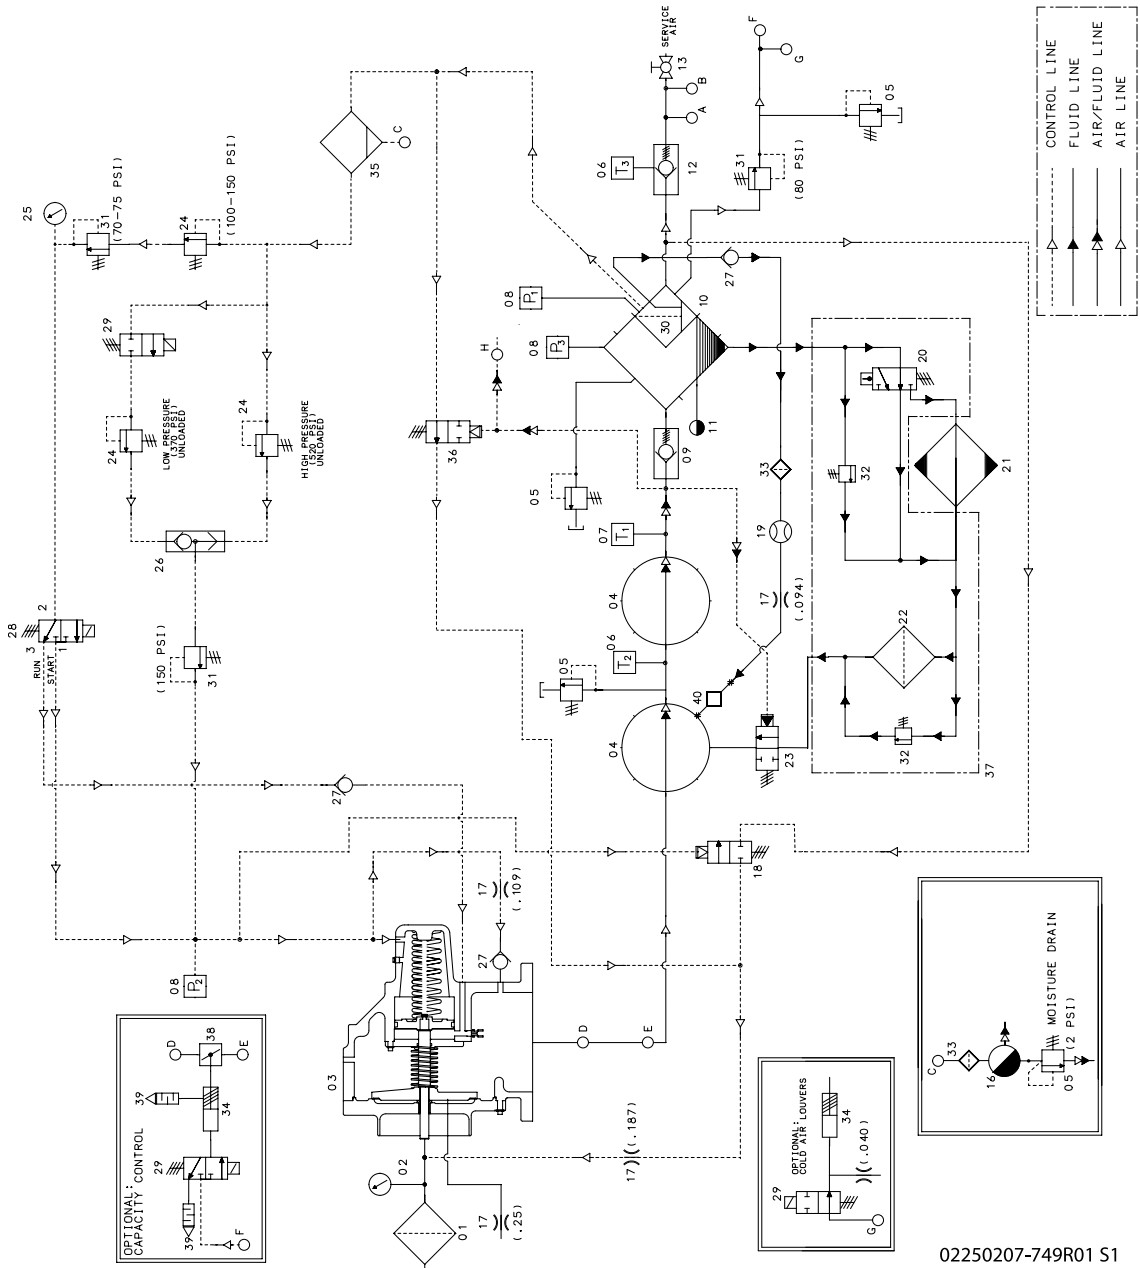 CONTROL LINE
FLUID LINE
AIR/FLUID LINE
AIR LINE
SERVICE
AIR
13
B
A
F
G
05
12
06
T3
31
(80 PSI)
25
31
(70-75 PSI)
24
(100-150 PSI)
35
C
29
24
LOW PRESSURE
(370 PSI)
UNLOADED
24
HIGH PRESSURE
(520 PSI)
UNLOADED
26
28
2
3
1
RUN
START
(150 PSI)
31
08
P1
08
P3
H
36
10
30
11
27
09
05
07
T1
33
19
17
(.094)
20
21
32
22
32
37
04
06
T2
05
04
40
23
18
27
17
(.109)
27
08
P2
03
02
01
17
(.25)
17
(.187)
D
E
OPTIONAL:
CAPACITY CONTROL
D
38
E
39
34
29
39
F
OPTIONAL:
COLD AIR LOUVERS
29
34
(.040)
G
C
33
16
MOISTURE DRAIN
(2 PSI)
05
02250207-749R01 S1